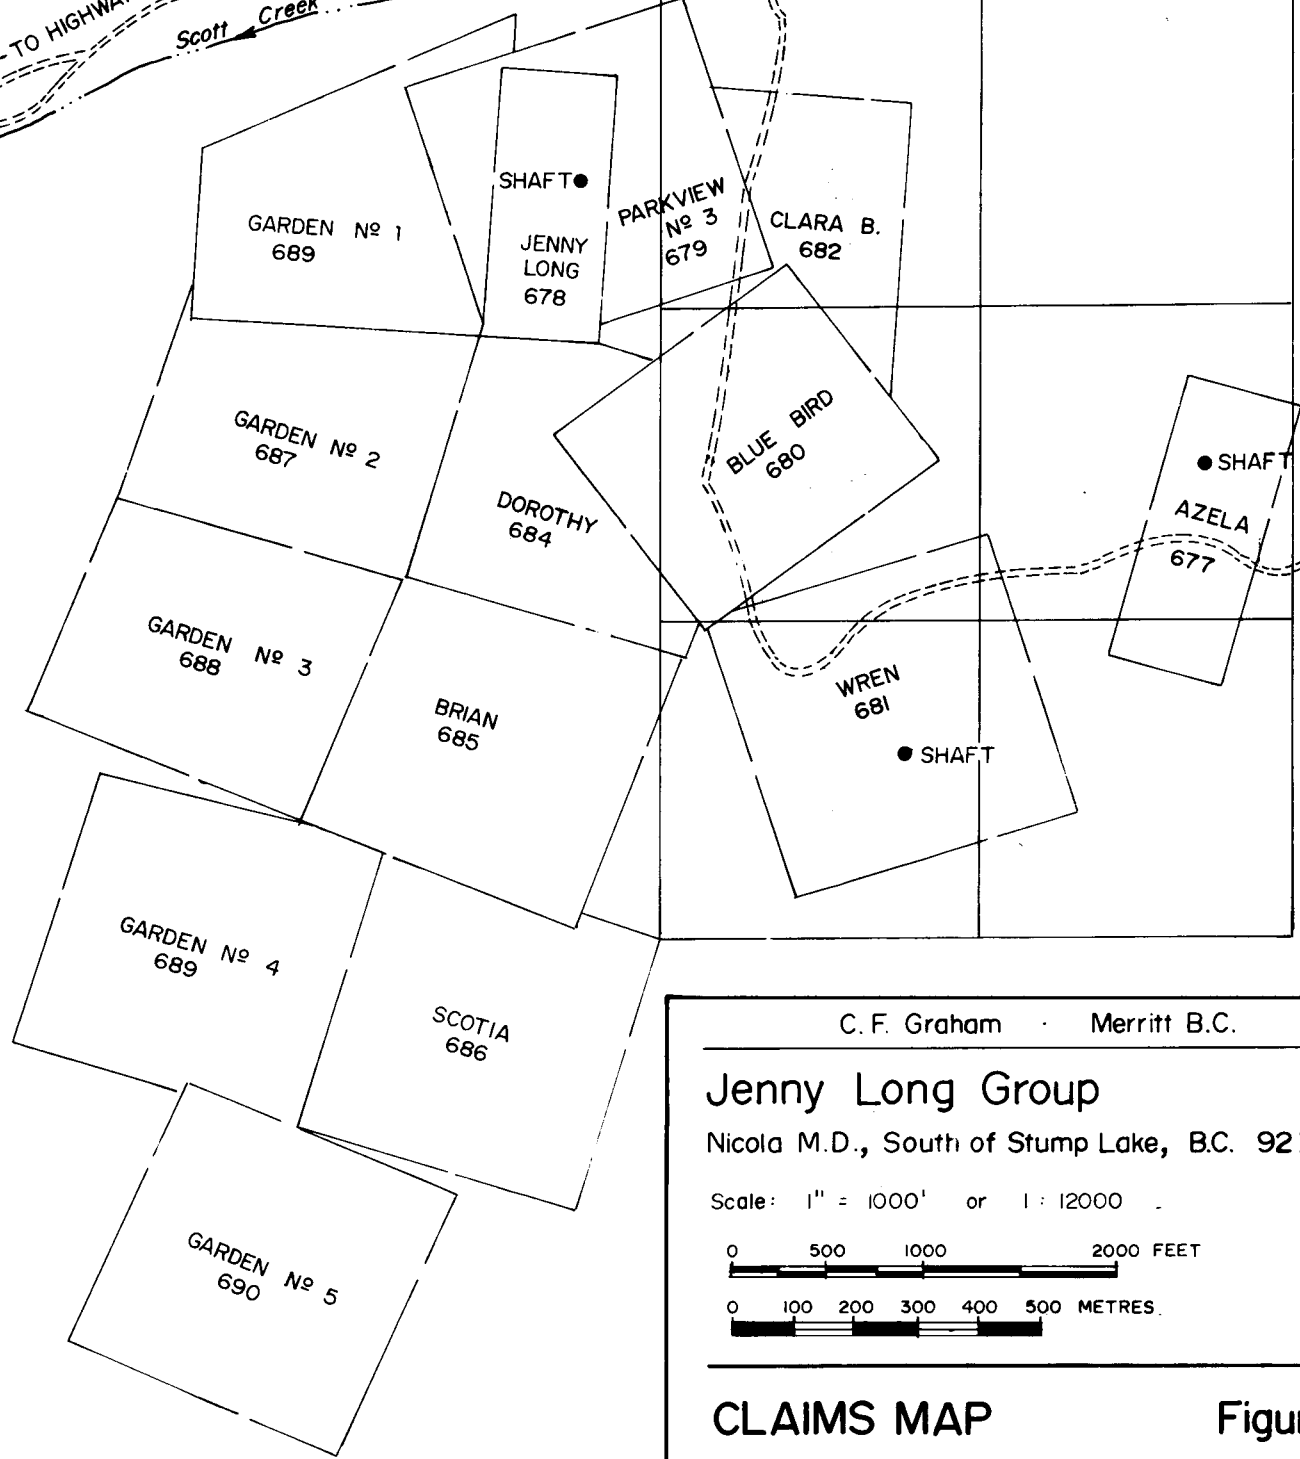 TO HIGHWA
Scott Creek
SHAFT
JENNY
LONG
678
PARKVIEW
Nº 3
679
CLARA B.
682
GARDEN Nº 1
689
GARDEN Nº 2
687
DOROTHY
684
BLUE BIRD
680
SHAFT
AZELA
677
GARDEN Nº 3
688
BRIAN
685
WREN
681
SHAFT
GARDEN Nº 4
689
SCOTIA
686
GARDEN Nº 5
690
C. F. Graham · Merritt B.C.
Jenny Long Group
Nicola M.D., South of Stump Lake, B.C. 92
Scale: 1" = 1000' or 1 : 12000
0 500 1000 2000 FEET
0 100 200 300 400 500 METRES
CLAIMS MAP Figu